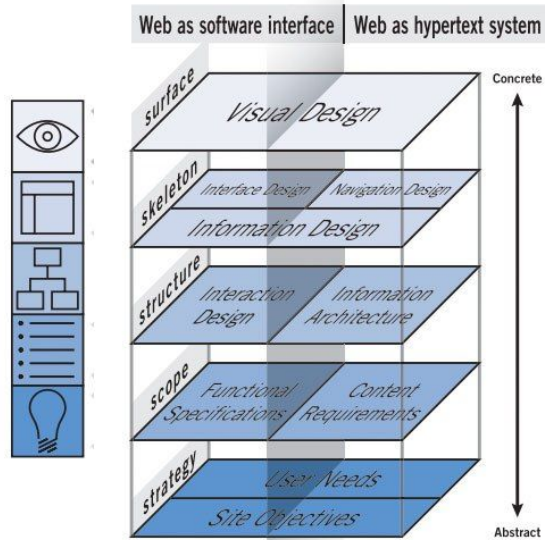 Web as software interface
Web as hypertext system
Concrete
surface
Visual Design
skeleton
Interface Design
Navigation Design
Information Design
structure
Interaction
Design
Information
Architecture
scope
Functional
Specifications
Content
Requirements
strategy
User Needs
Site Objectives
Abstract